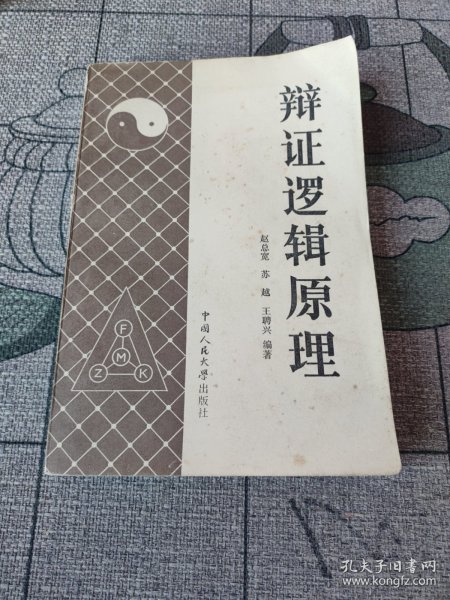 辩证逻辑原理
赵总宽 苏越 王聘兴 编著
中国人民大学出版社
F
M
Z
K
孔夫子旧书网
www.kongfz.com